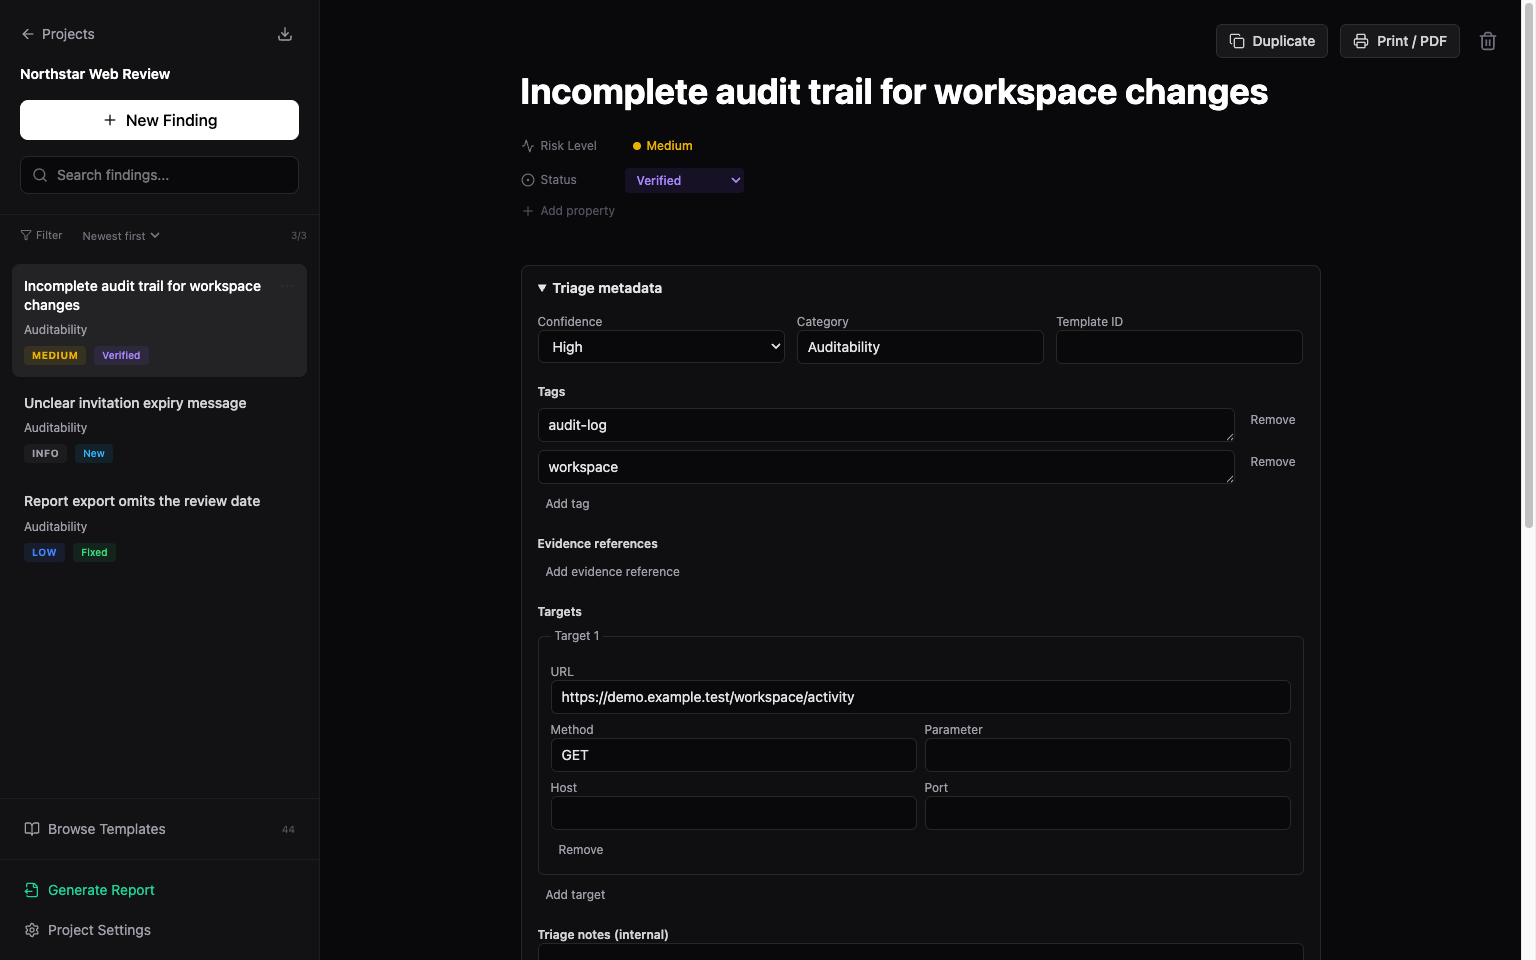 Projects
Northstar Web Review
New Finding
Search findings...
Filter
Newest first
3/3
Incomplete audit trail for workspace
changes
Auditability
MEDIUM
Verified
Unclear invitation expiry message
Auditability
INFO
New
Report export omits the review date
Auditability
LOW
Fixed
Browse Templates
44
Generate Report
Project Settings
Duplicate
Print / PDF
Incomplete audit trail for workspace changes
Risk Level
Medium
Status
Verified
Add property
Triage metadata
Confidence
Category
Template ID
High
Auditability
Tags
audit-log
Remove
workspace
Remove
Add tag
Evidence references
Add evidence reference
Targets
Target 1
URL
https://demo.example.test/workspace/activity
Method
Parameter
GET
Host
Port
Remove
Add target
Triage notes (internal)